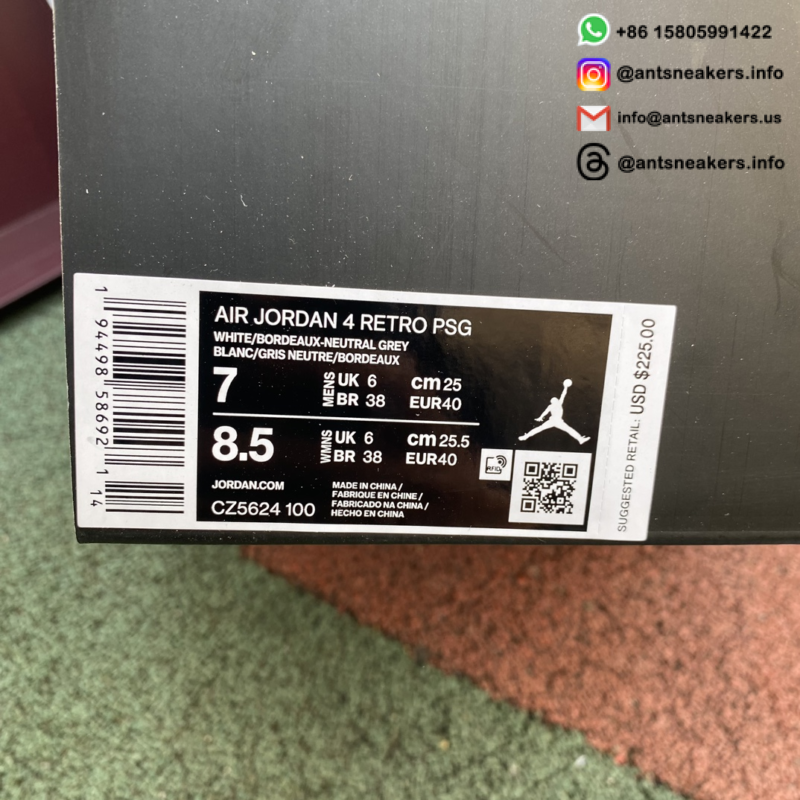 +86 15805991422
@antsneakers.info
info@antsneakers.us
@antsneakers.info
1 94498 58692 1 14
AIR JORDAN 4 RETRO PSG
WHITE/BORDEAUX-NEUTRAL GREY
BLANC/GRIS NEUTRE/BORDEAUX
7 MENS UK 6 cm 25
BR 38 EUR40
8.5 WMNS UK 6 cm 25.5
BR 38 EUR40
RFID
JORDAN.COM
CZ5624 100
MADE IN CHINA /
FABRIQUE EN CHINE /
FABRICADO NA CHINA /
HECHO EN CHINA
SUGGESTED RETAIL: USD $225.00